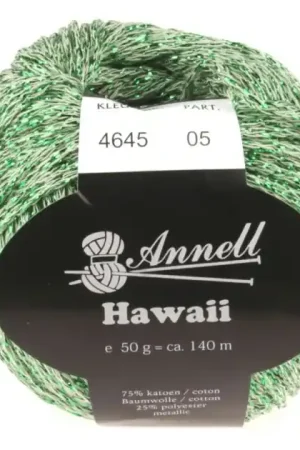 KLEUR PART.
4645 05
Annell
Hawaii
e 50 g = ca. 140 m
75% katoen / coton
Baumwolle / cotton
25% polyester
metallic